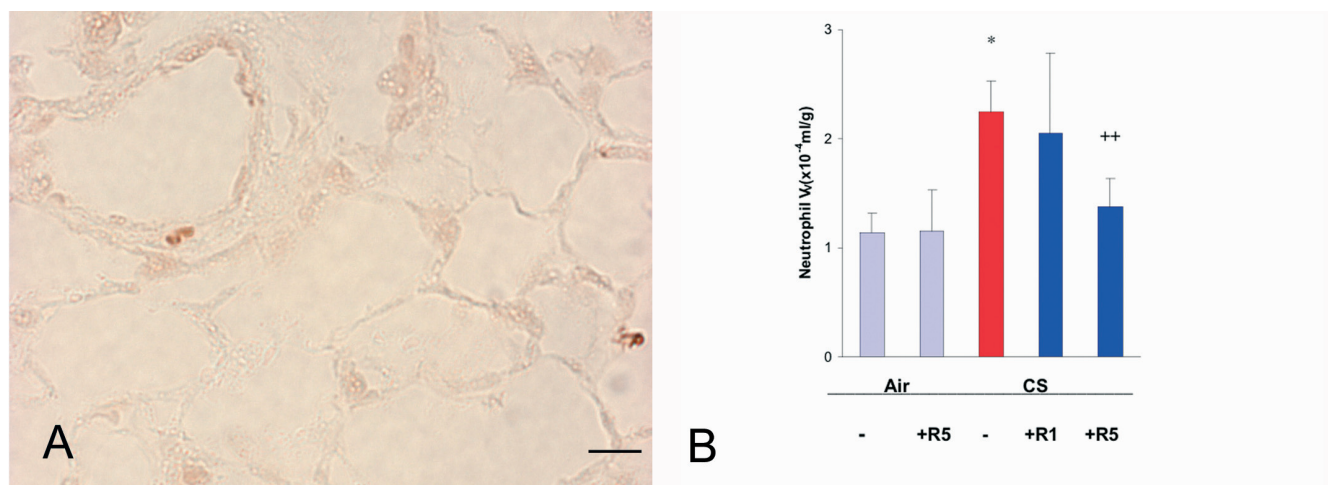 A
B
Neutrophil Vv(x10⁻⁴ml/g)
3
2
1
0
*
++
Air CS
- +R5 - +R1 +R5